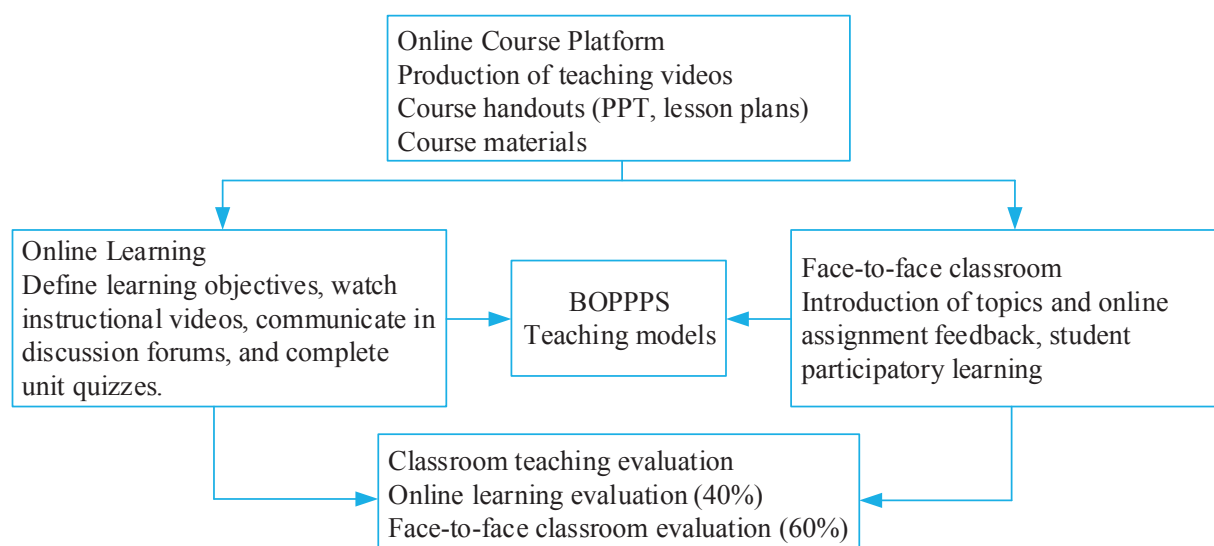 Online Course Platform
Production of teaching videos
Course handouts (PPT, lesson plans)
Course materials
Online Learning
Define learning objectives, watch
instructional videos, communicate in
discussion forums, and complete
unit quizzes.
BOPPPS
Teaching models
Face-to-face classroom
Introduction of topics and online
assignment feedback, student
participatory learning
Classroom teaching evaluation
Online learning evaluation (40%)
Face-to-face classroom evaluation (60%)